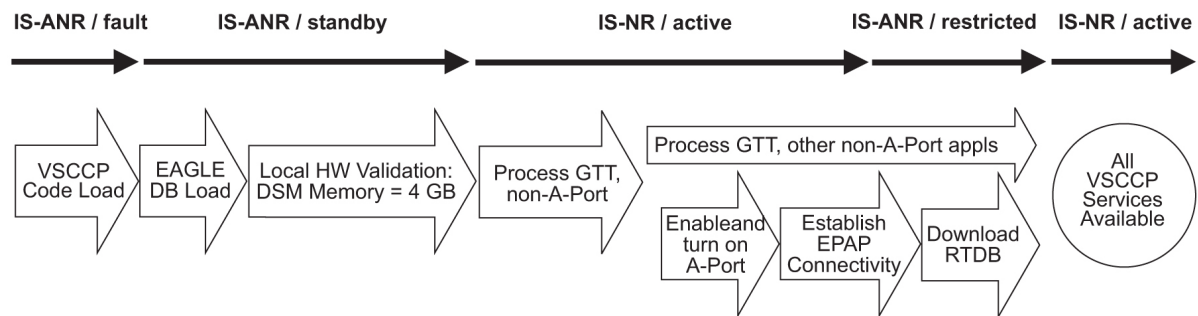 IS-ANR / fault
IS-ANR / standby
IS-NR / active
IS-ANR / restricted
IS-NR / active
VSCCP
Code Load
EAGLE
DB Load
Local HW Validation:
DSM Memory = 4 GB
Process GTT,
non-A-Port
Process GTT, other non-A-Port appls
Enableand
turn on
A-Port
Establish
EPAP
Connectivity
Download
RTDB
All
VSCCP
Services
Available